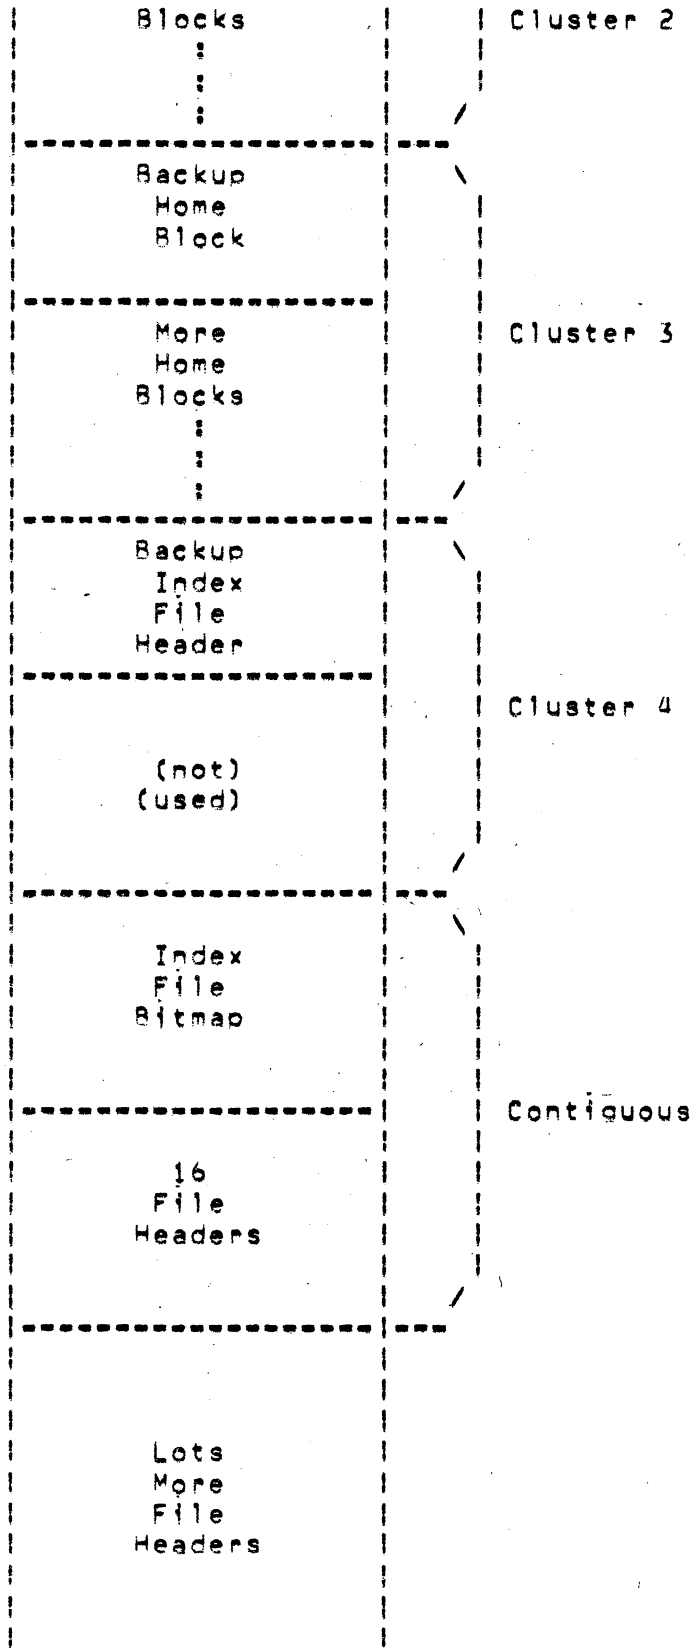 Blocks Cluster 2
Backup
Home
Block
More Cluster 3
Home
Blocks
Backup
Index
File
Header
Cluster 4
(not)
(used)
Index
File
Bitmap
Contiguous
16
File
Headers
Lots
More
File
Headers